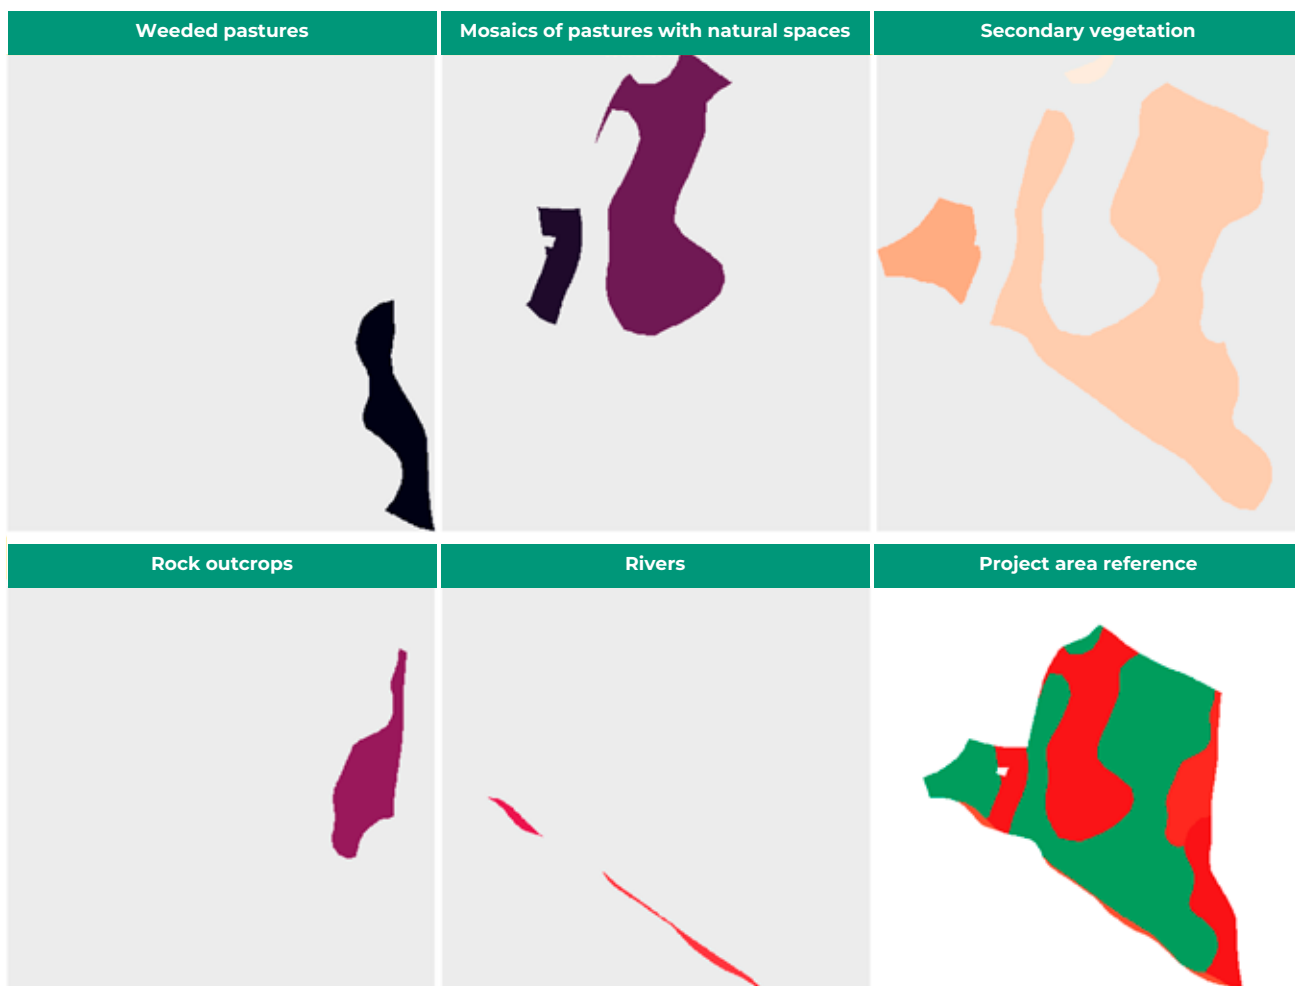 Weeded pastures
Mosaics of pastures with natural spaces
Secondary vegetation
Rock outcrops
Rivers
Project area reference